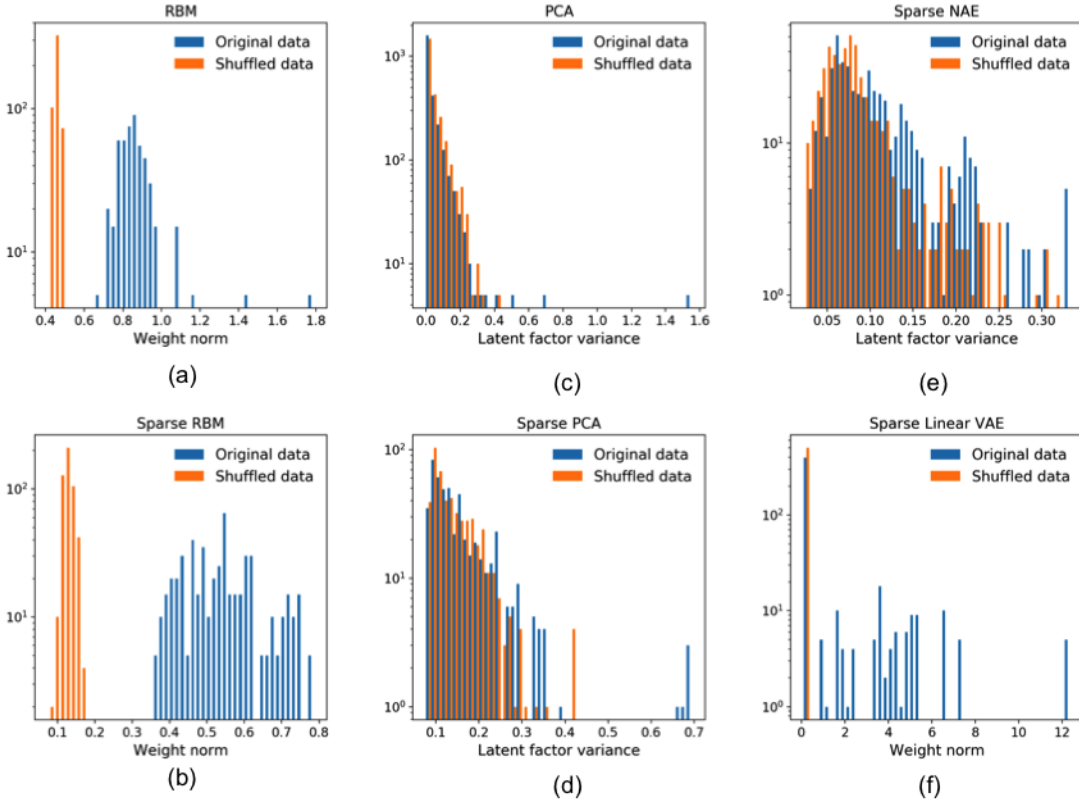 RBM
Original data
Shuffled data
10²
10¹
0.4 0.6 0.8 1.0 1.2 1.4 1.6 1.8
Weight norm
(a)
PCA
Original data
Shuffled data
10³
10²
10¹
0.0 0.2 0.4 0.6 0.8 1.0 1.2 1.4 1.6
Latent factor variance
(c)
Sparse NAE
Original data
Shuffled data
10¹
10⁰
0.05 0.10 0.15 0.20 0.25 0.30
Latent factor variance
(e)
Sparse RBM
Original data
Shuffled data
10²
10¹
0.1 0.2 0.3 0.4 0.5 0.6 0.7 0.8
Weight norm
(b)
Sparse PCA
Original data
Shuffled data
10²
10¹
10⁰
0.1 0.2 0.3 0.4 0.5 0.6 0.7
Latent factor variance
(d)
Sparse Linear VAE
Original data
Shuffled data
10²
10¹
10⁰
0 2 4 6 8 10 12
Weight norm
(f)